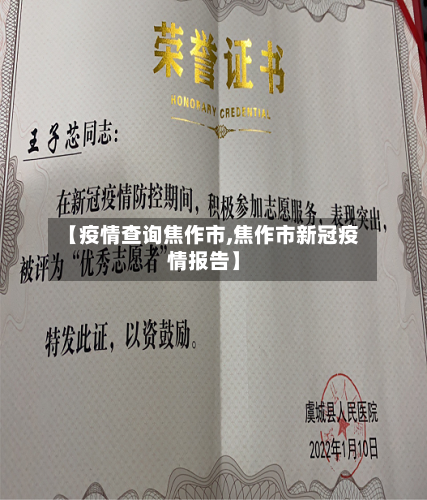 荣誉证书
HONORARY CREDENTIAL
王子芯同志:
在新冠疫情防控期间,积极参加志愿服务,表现突出,
【疫情查询焦作市,焦作市新冠疫
情报告】
被评为“优秀志愿者”
特发此证,以资鼓励。
虞城县人民医院
2022年1月10日